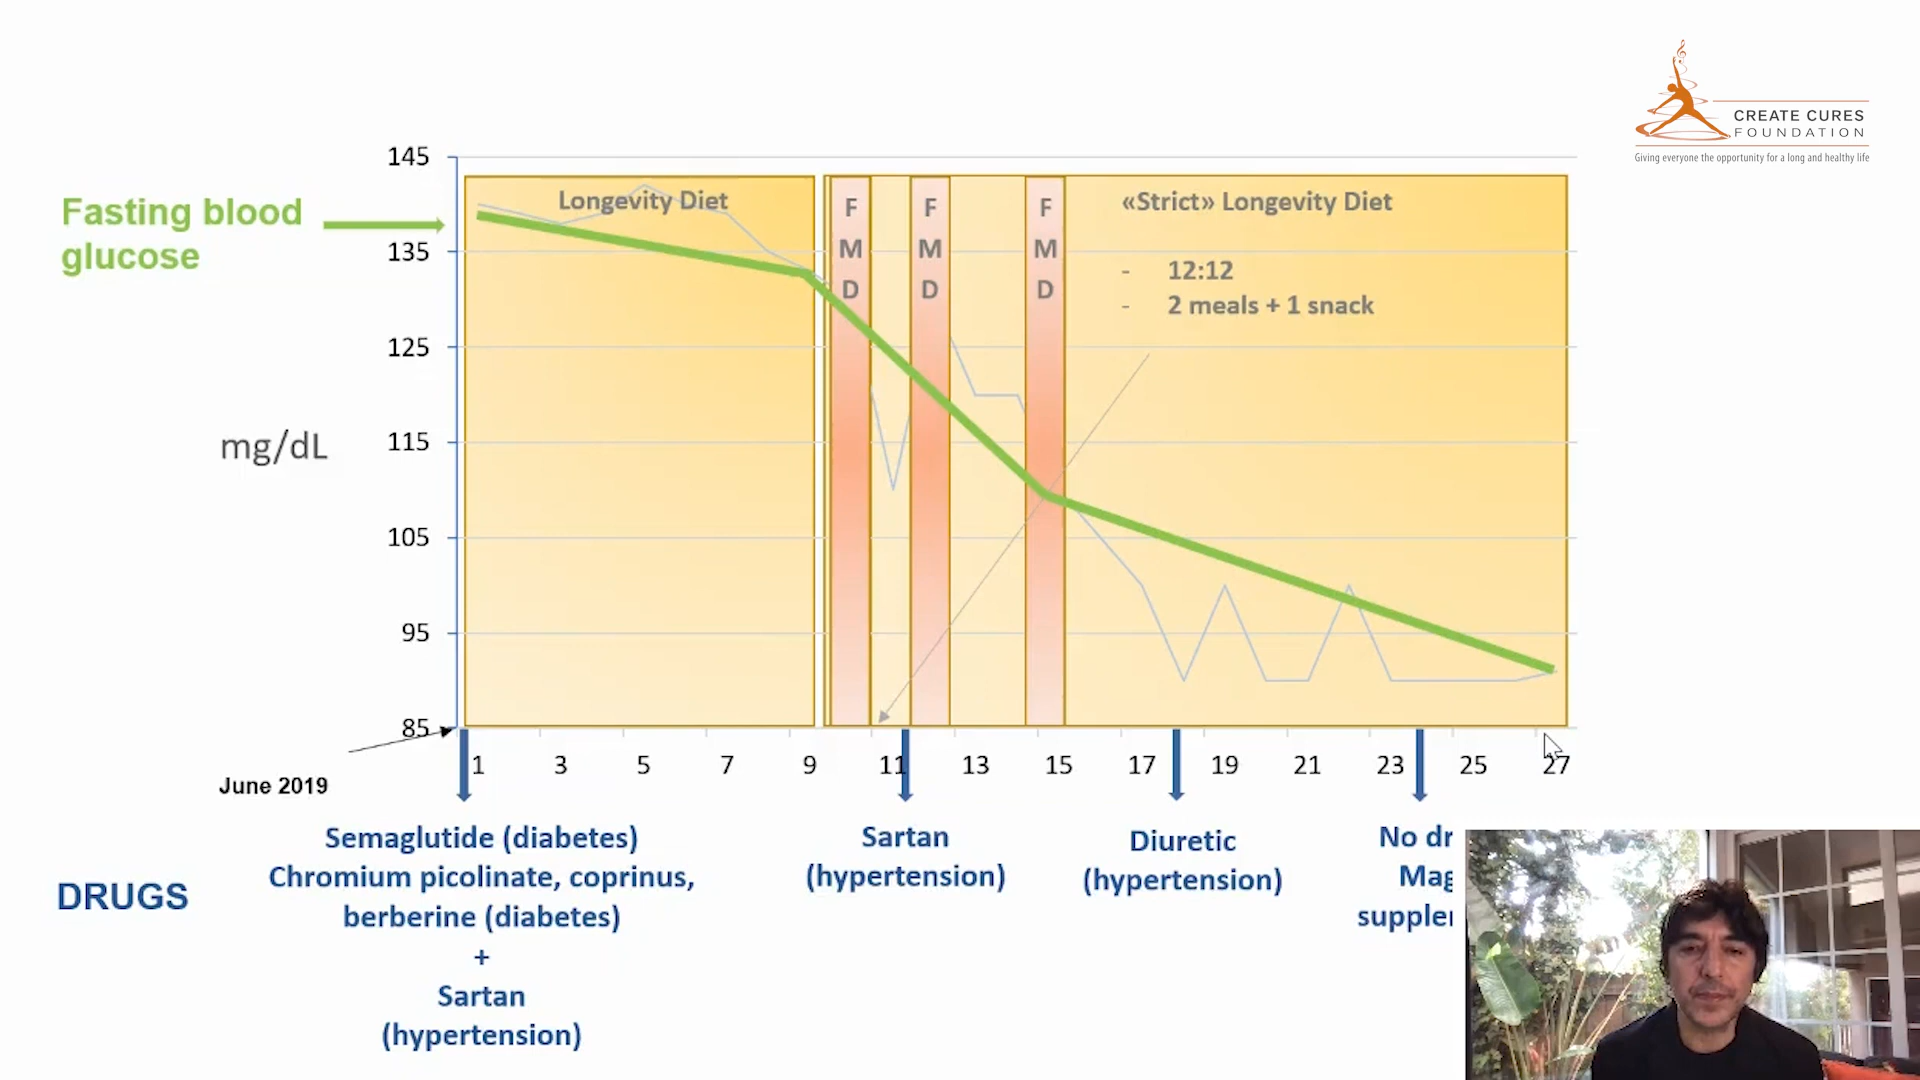 CREATE CURES
FOUNDATION
Giving everyone the opportunity for a long and healthy life
Fasting blood
glucose
mg/dL
145
135
125
115
105
95
85
Longevity Diet
F
M
D
F
M
D
F
M
D
«Strict» Longevity Diet
- 12:12
- 2 meals + 1 snack
June 2019
1 3 5 7 9 11 13 15 17 19 21 23 25 27
DRUGS
Semaglutide (diabetes)
Chromium picolinate, coprinus,
berberine (diabetes)
+
Sartan
(hypertension)
Sartan
(hypertension)
Diuretic
(hypertension)
No dr
Mag
supple